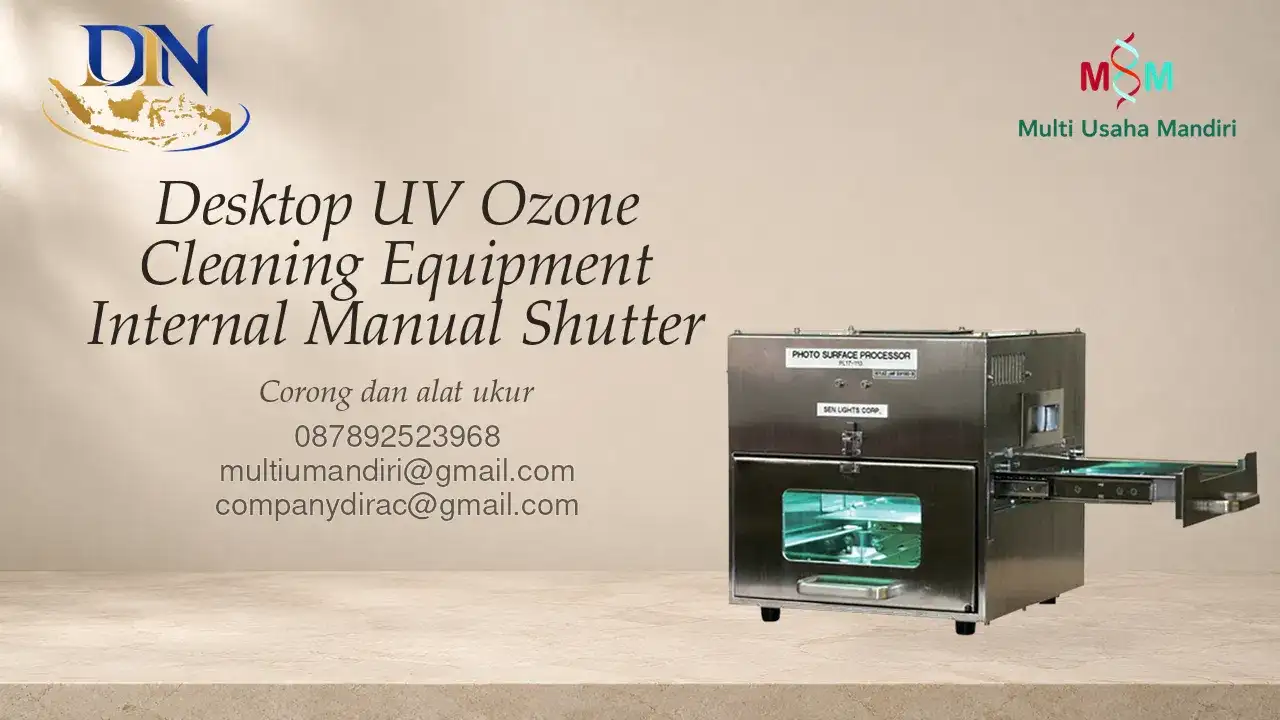 DIN
M M
Multi Usaha Mandiri
Desktop UV Ozone
Cleaning Equipment
Internal Manual Shutter
Corong dan alat ukur
087892523968
multiumandiri@gmail.com
companydirac@gmail.com
PHOTO SURFACE PROCESSOR
SEN LIGHTS CORP.